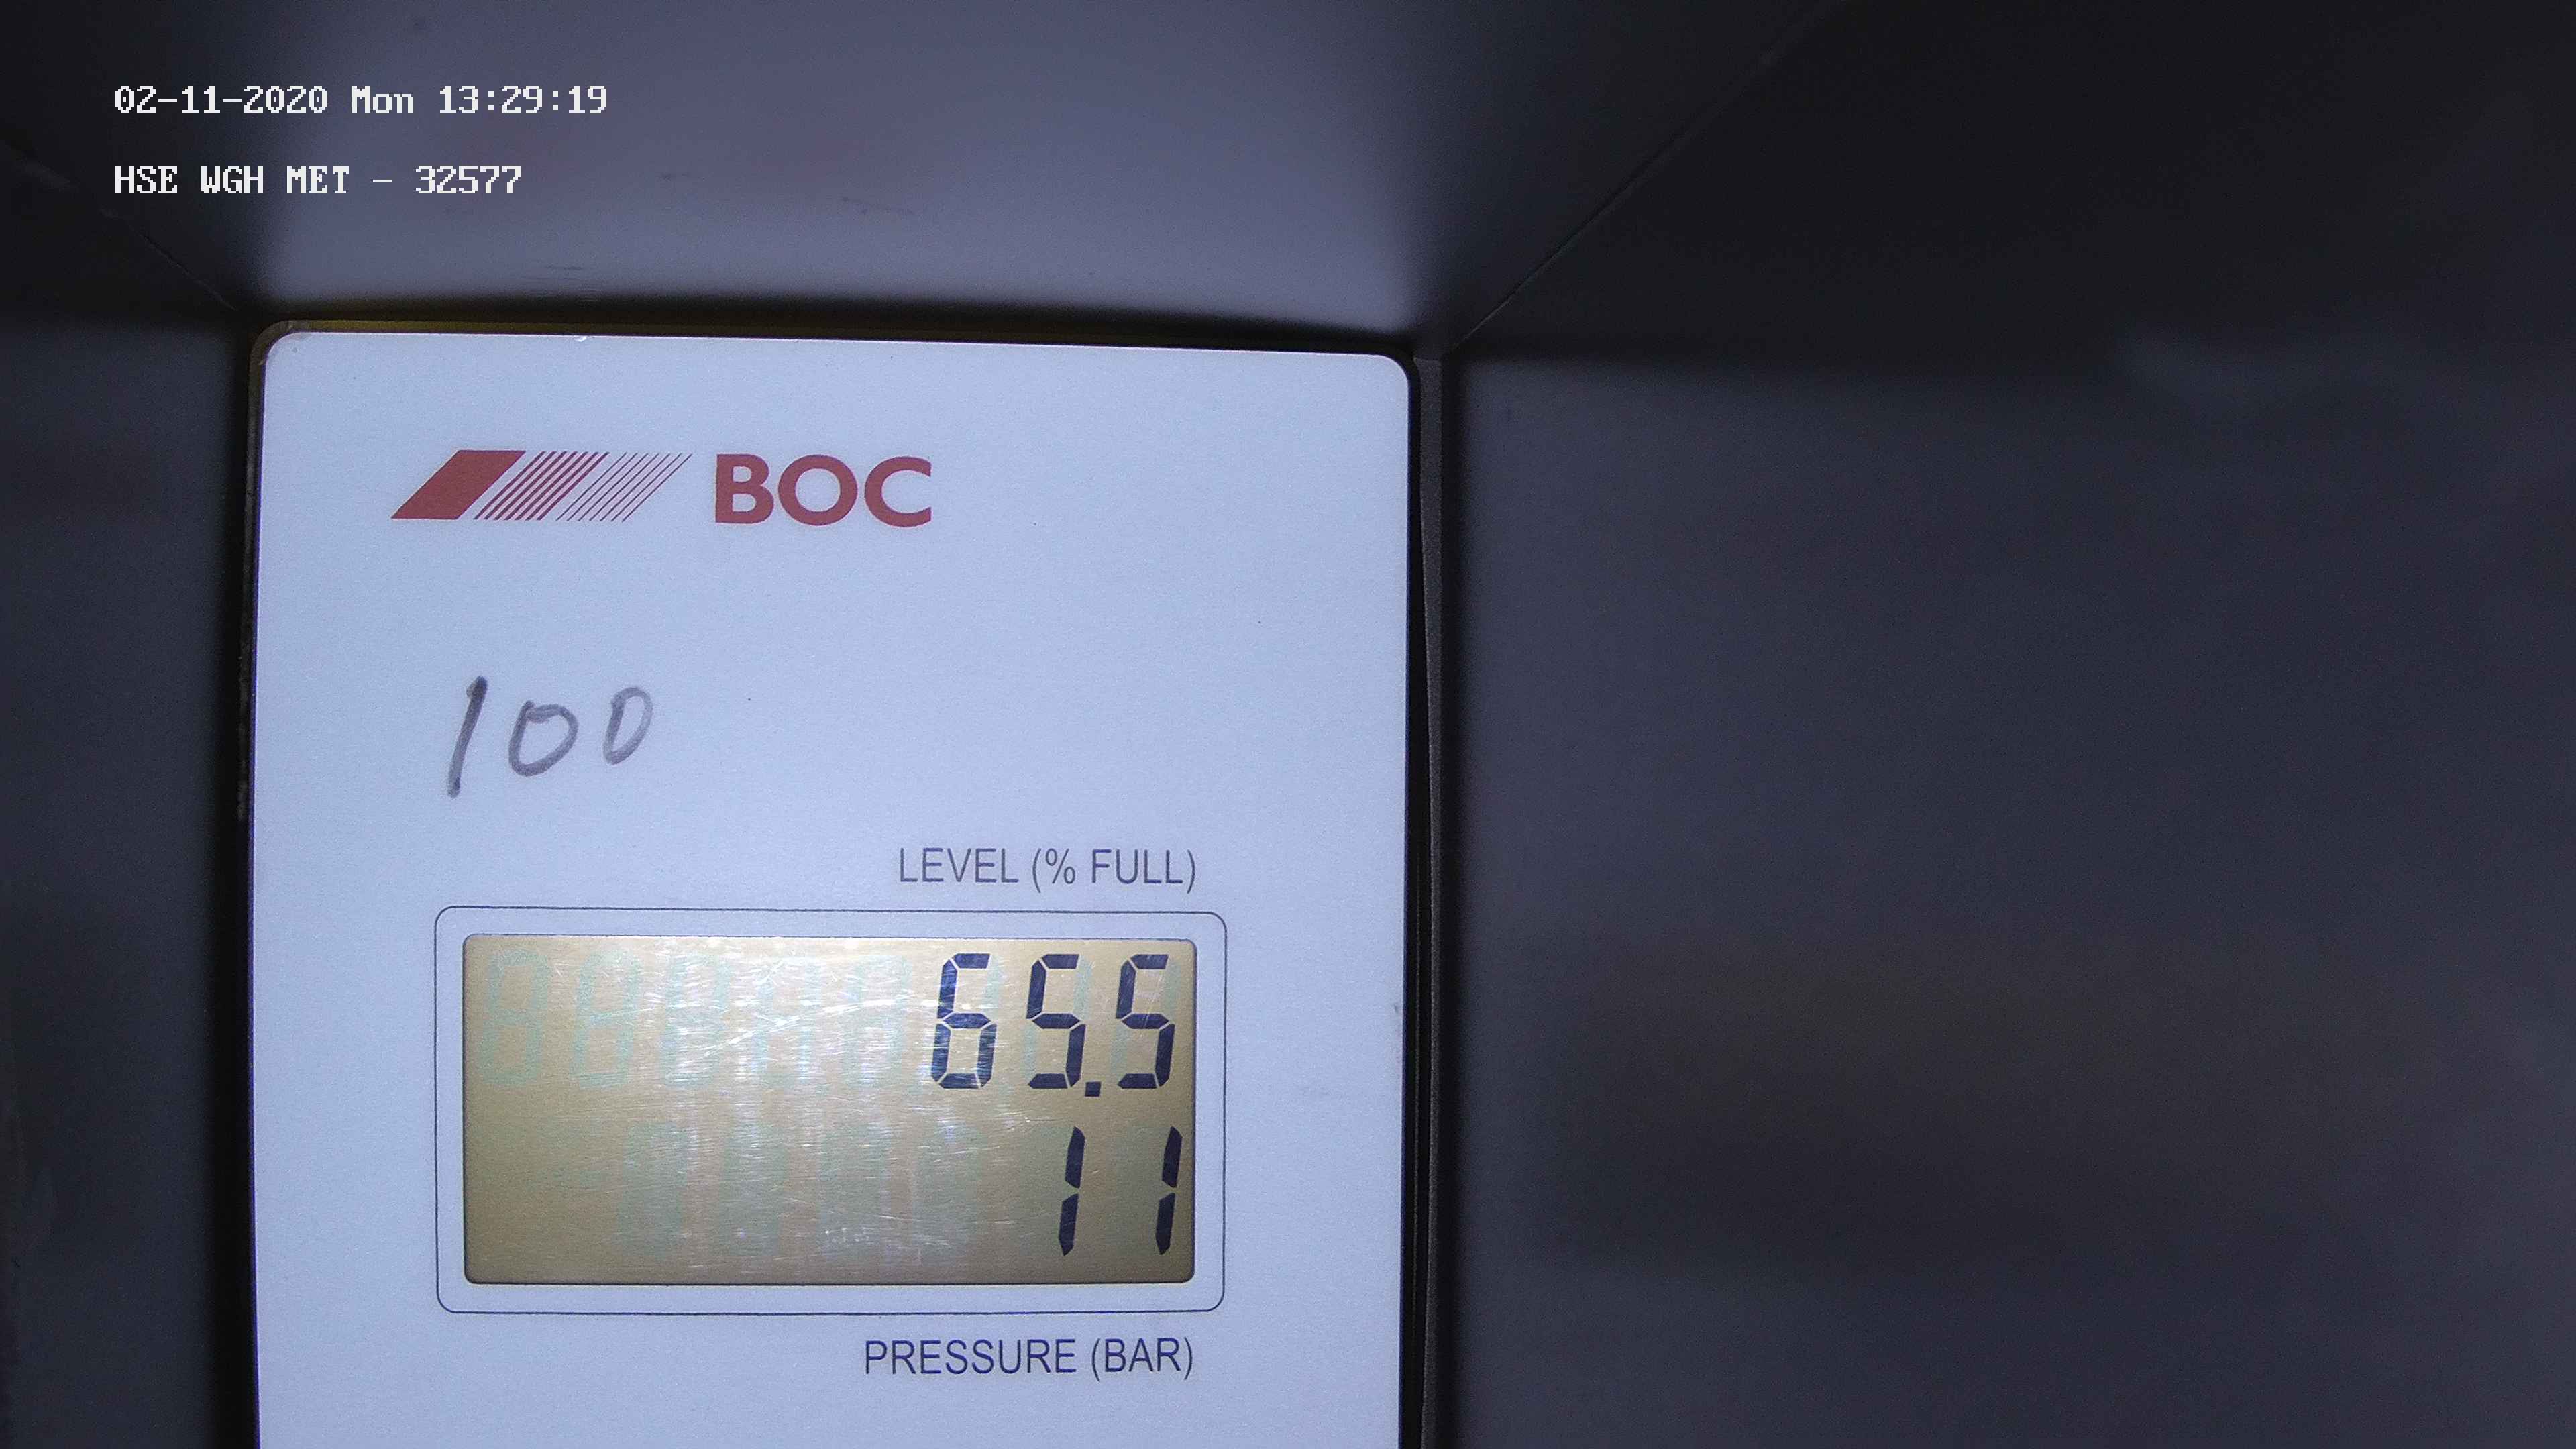 02-11-2020 Mon 13:29:19
HSE WGH MET - 32577
BOC
100
LEVEL (% FULL)
65.5
11
PRESSURE (BAR)